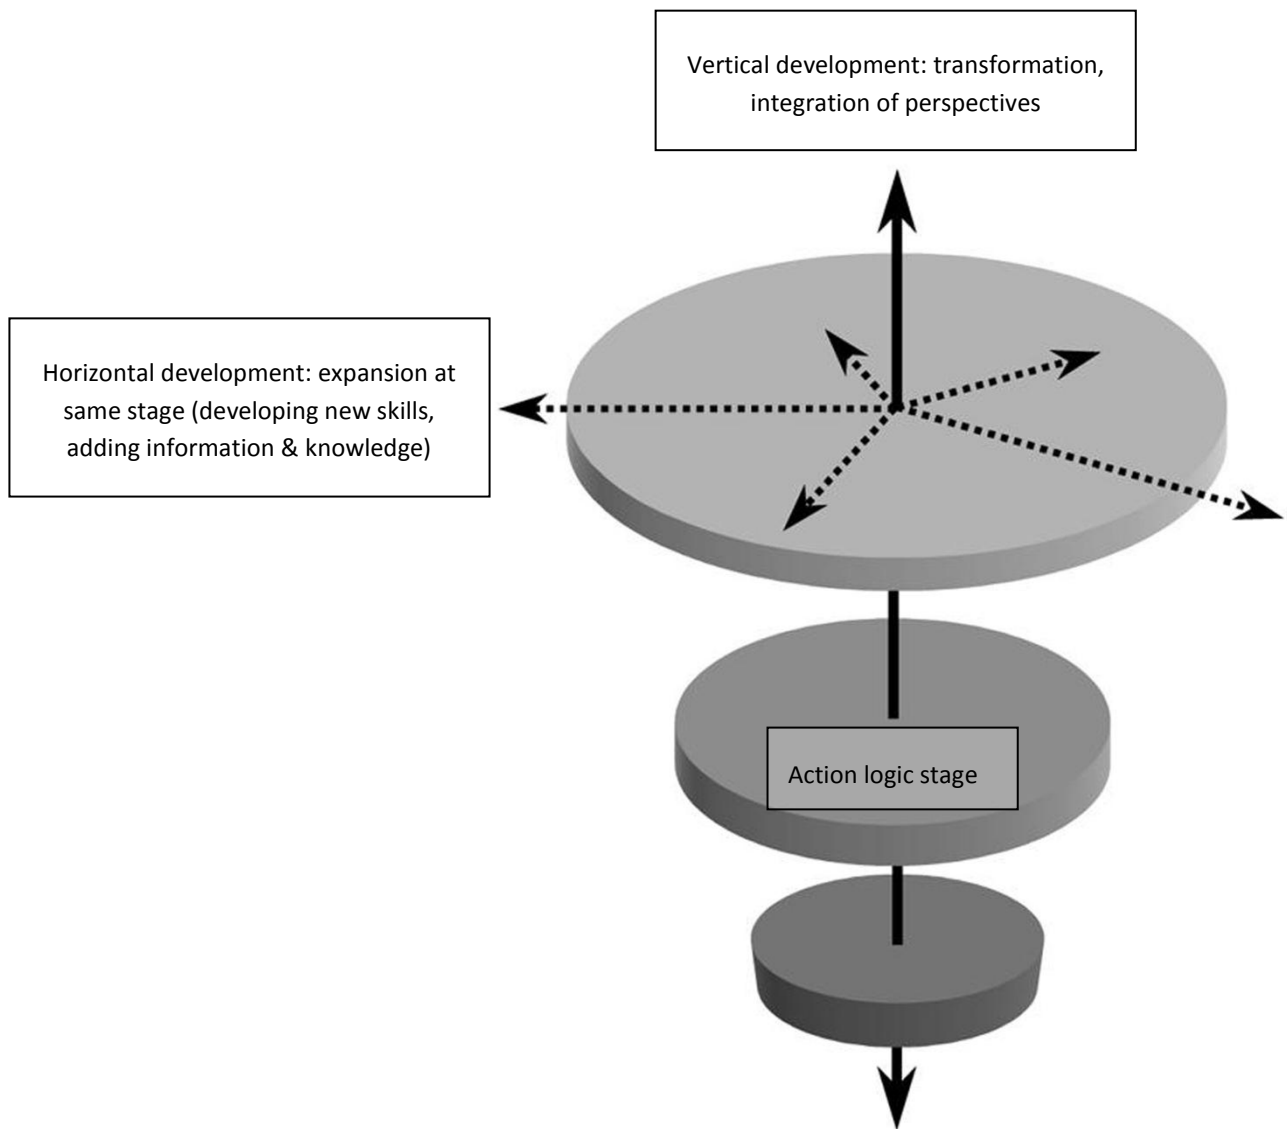 Vertical development: transformation,
integration of perspectives
Horizontal development: expansion at
same stage (developing new skills,
adding information & knowledge)
Action logic stage